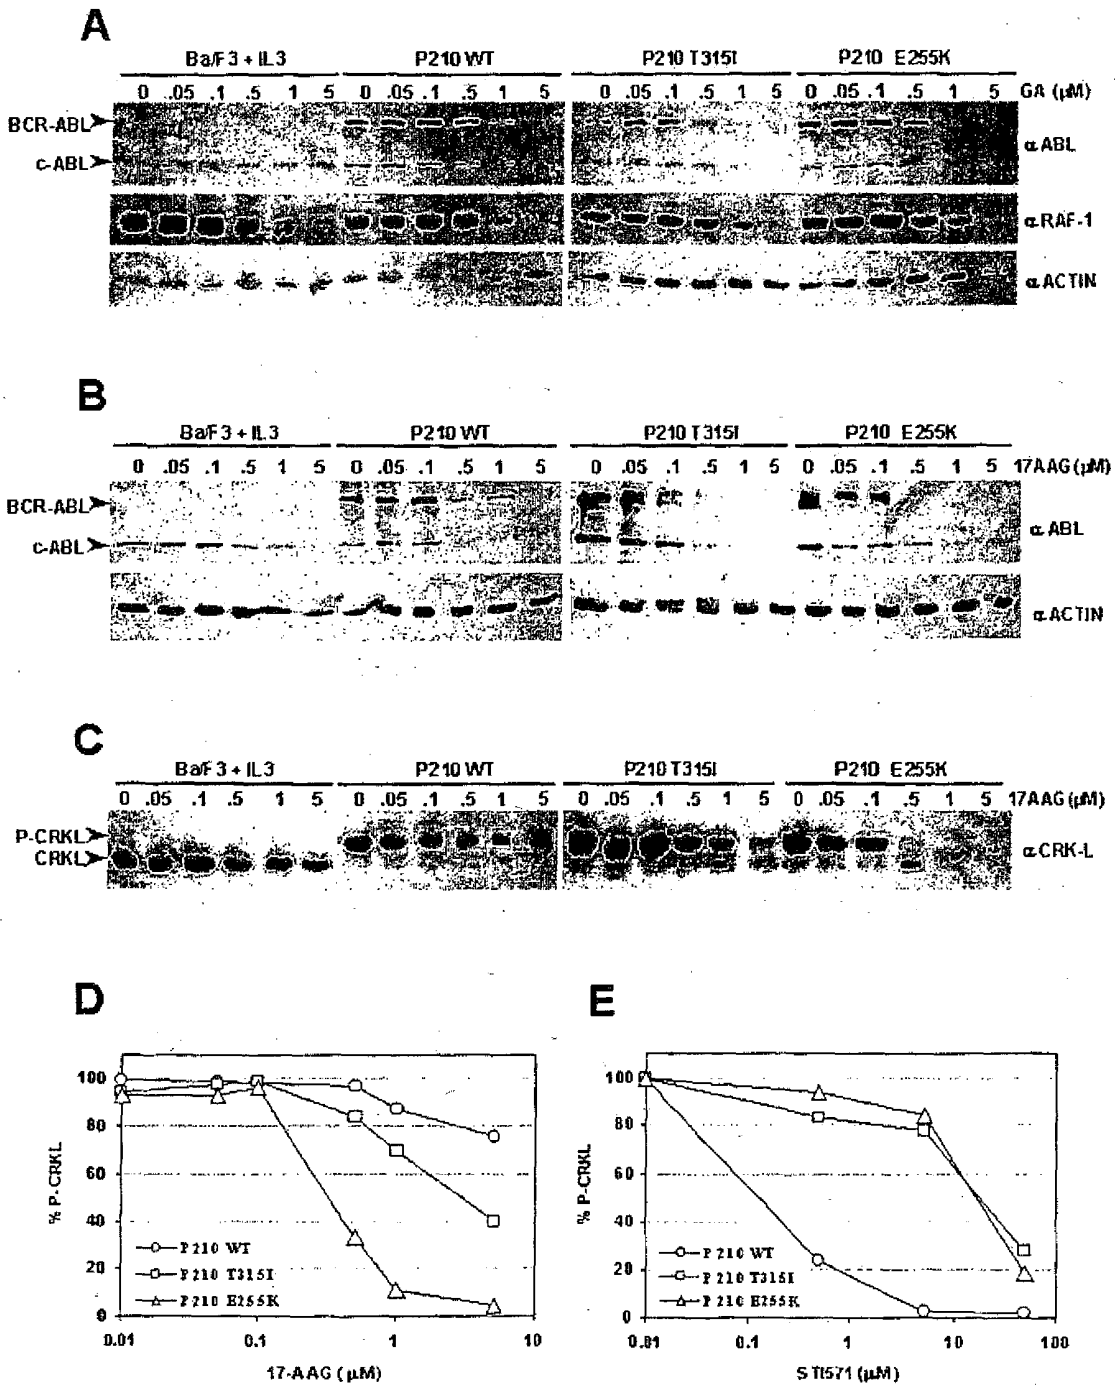 A
Ba/F3 + IL3 P210 WT P210 T315I P210 E255K
0 .05 .1 .5 1 5 0 .05 .1 .5 1 5 0 .05 .1 .5 1 5 0 .05 .1 .5 1 5 GA (µM)
BCR-ABL
c-ABL
α ABL
α RAF-1
α ACTIN
B
Ba/F3 + IL3 P210 WT P210 T315I P210 E255K
0 .05 .1 .5 1 5 0 .05 .1 .5 1 5 0 .05 .1 .5 1 5 0 .05 .1 .5 1 5 17AAG (µM)
BCR-ABL
c-ABL
α ABL
α ACTIN
C
Ba/F3 + IL3 P210 WT P210 T315I P210 E255K
0 .05 .1 .5 1 5 0 .05 .1 .5 1 5 0 .05 .1 .5 1 5 0 .05 .1 .5 1 5 17AAG (µM)
P-CRKL
CRKL
α CRK-L
D
% P-CRKL
100
80
60
40
20
0
P210 WT
P210 T315I
P210 E255K
0.01 0.1 1 10
17-AAG (µM)
E
% P-CRKL
100
80
60
40
20
0
P210 WT
P210 T315I
P210 E255K
0.01 0.1 1 10 100
STI571 (µM)